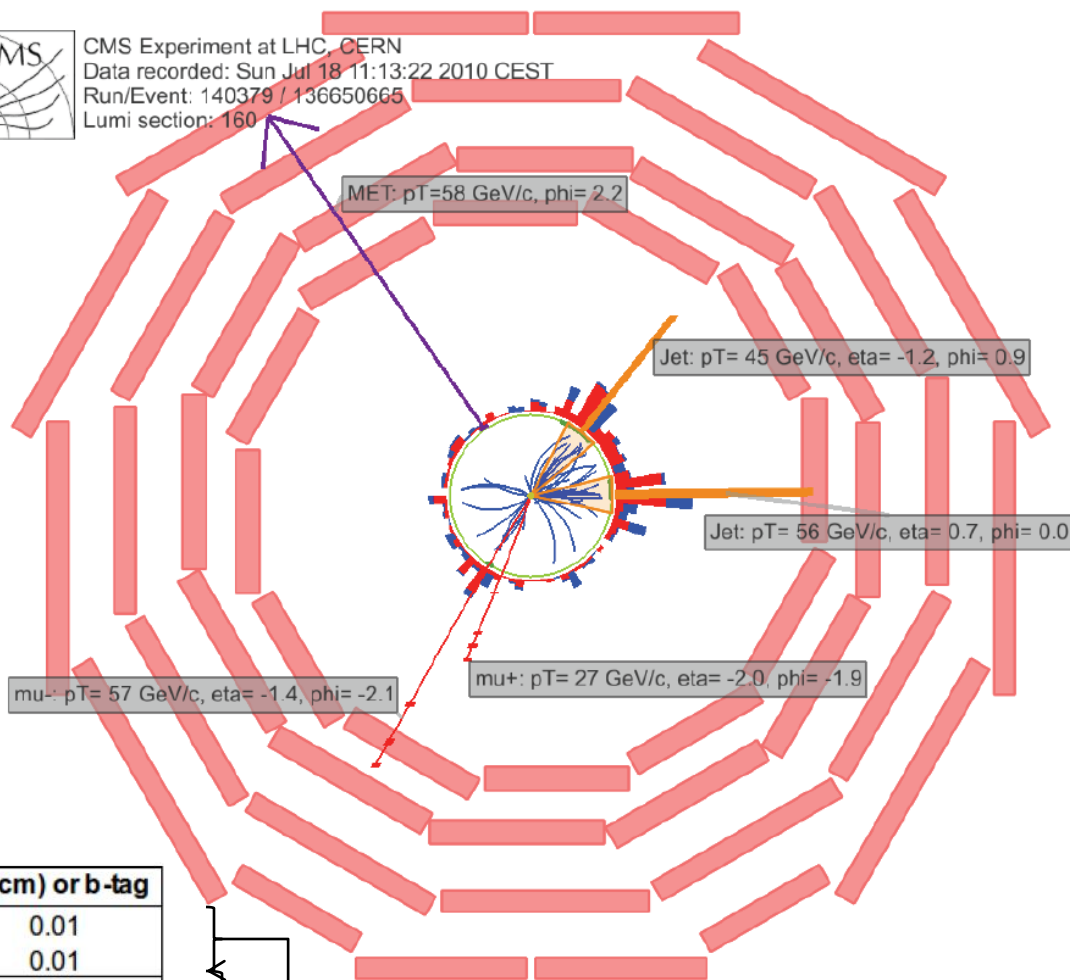 MS
CMS Experiment at LHC, CERN
Data recorded: Sun Jul 18 11:13:22 2010 CEST
Run/Event: 140379 / 136650665
Lumi section: 160
MET: pT=58 GeV/c, phi= 2.2
Jet: pT= 45 GeV/c, eta= -1.2, phi= 0.9
Jet: pT= 56 GeV/c, eta= 0.7, phi= 0.0
mu+: pT= 27 GeV/c, eta= -2.0, phi= -1.9
mu-: pT= 57 GeV/c, eta= -1.4, phi= -2.1
cm) or b-tag
0.01
0.01